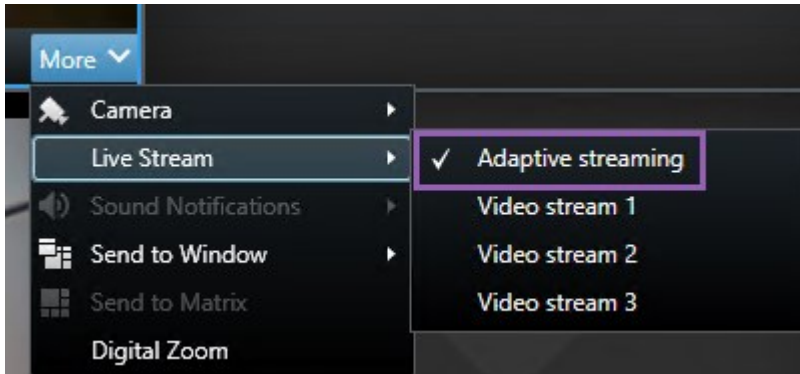 More
Camera
Live Stream
Sound Notifications
Send to Window
Send to Matrix
Digital Zoom
Adaptive streaming
Video stream 1
Video stream 2
Video stream 3